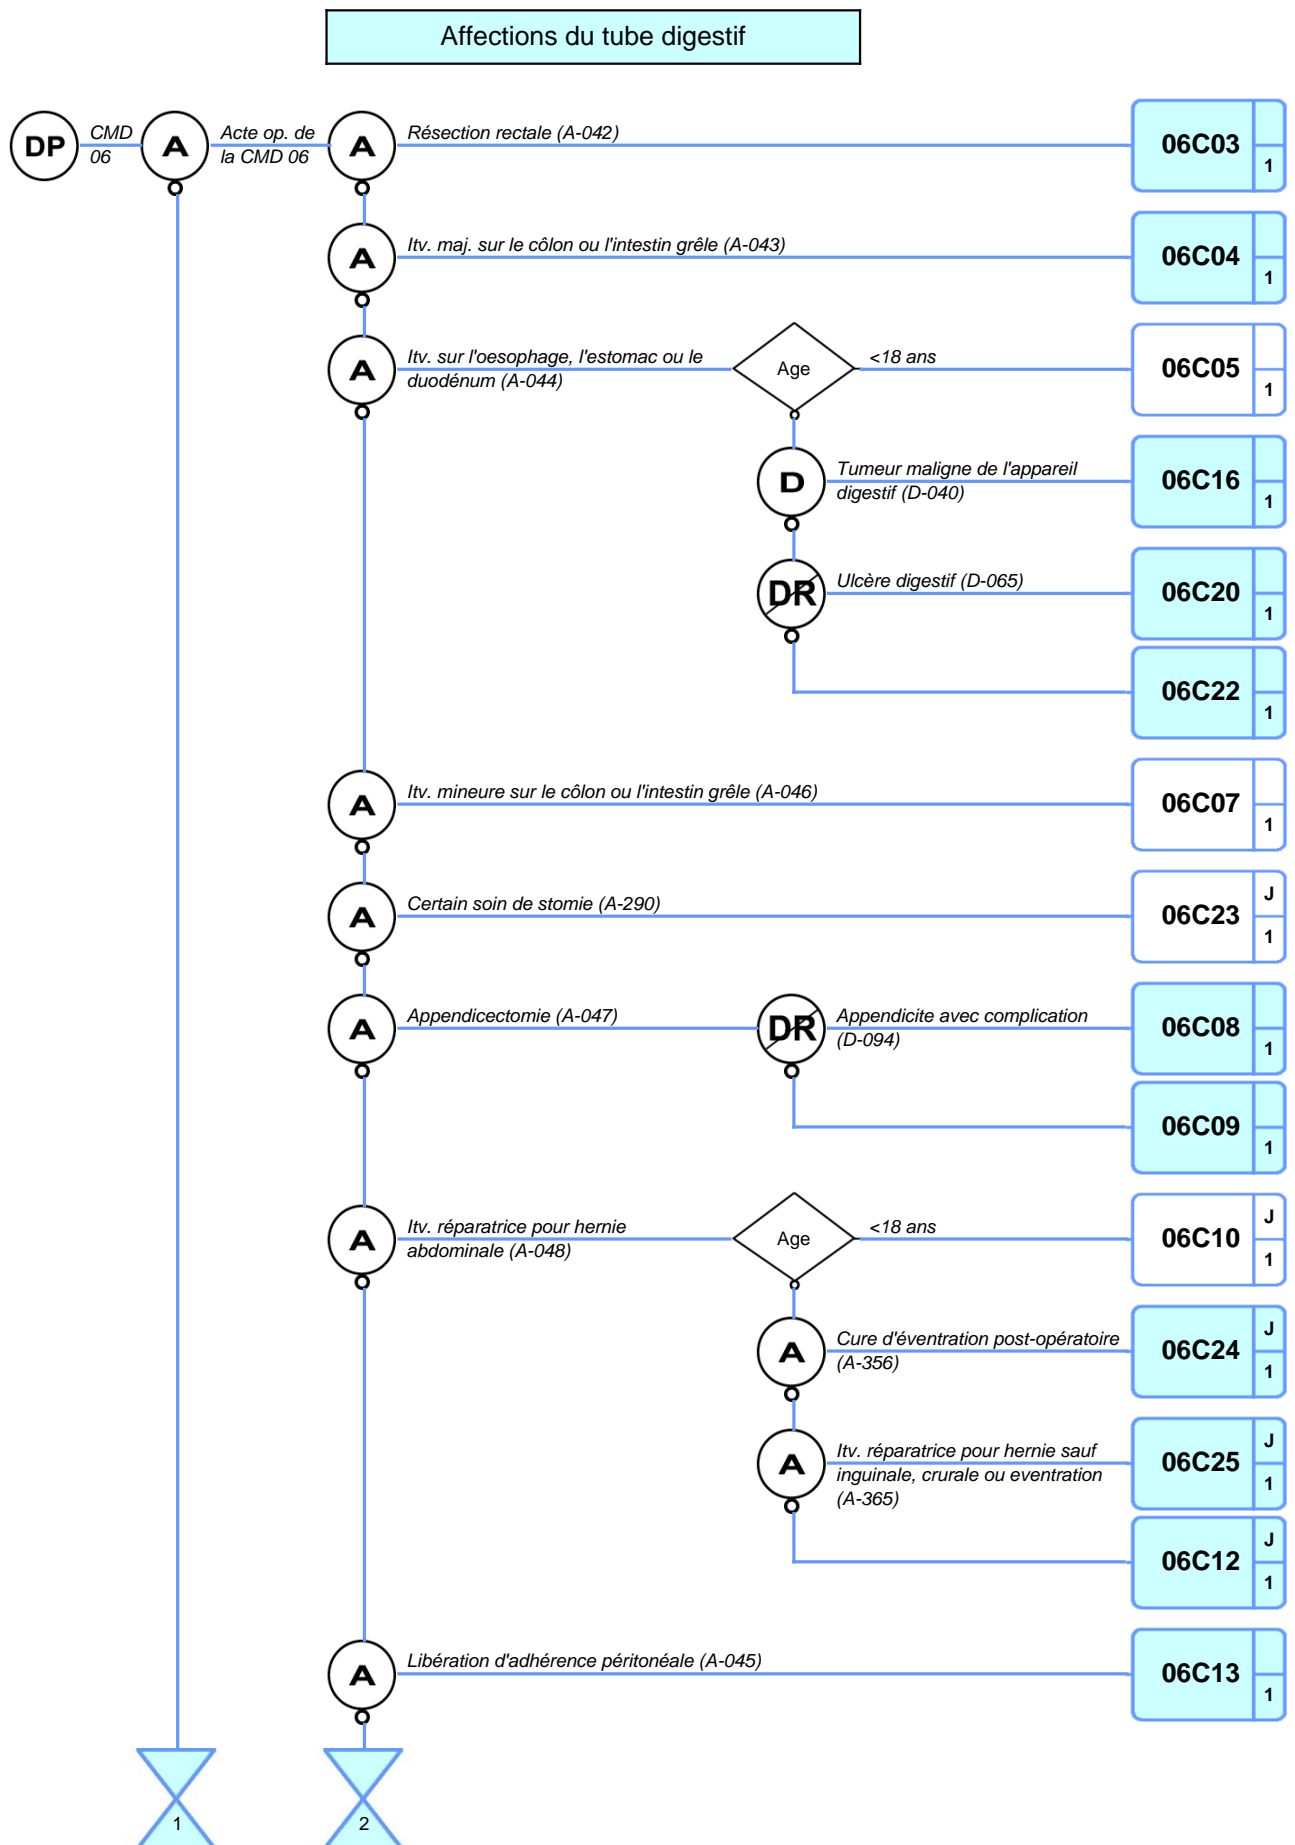 Affections du tube digestif
DP
CMD
06
A
Acte op. de
la CMD 06
A
Résection rectale (A-042)
06C03
1
A
Itv. maj. sur le côlon ou l'intestin grêle (A-043)
06C04
1
A
Itv. sur l'oesophage, l'estomac ou le
duodénum (A-044)
Age
<18 ans
06C05
1
D
Tumeur maligne de l'appareil
digestif (D-040)
06C16
1
DR
Ulcère digestif (D-065)
06C20
1
06C22
1
A
Itv. mineure sur le côlon ou l'intestin grêle (A-046)
06C07
1
A
Certain soin de stomie (A-290)
06C23
J
1
A
Appendicectomie (A-047)
DR
Appendicite avec complication
(D-094)
06C08
1
06C09
1
A
Itv. réparatrice pour hernie
abdominale (A-048)
Age
<18 ans
06C10
J
1
A
Cure d'éventration post-opératoire
(A-356)
06C24
J
1
A
Itv. réparatrice pour hernie sauf
inguinale, crurale ou eventration
(A-365)
06C25
J
1
06C12
J
1
A
Libération d'adhérence péritonéale (A-045)
06C13
1
1
2